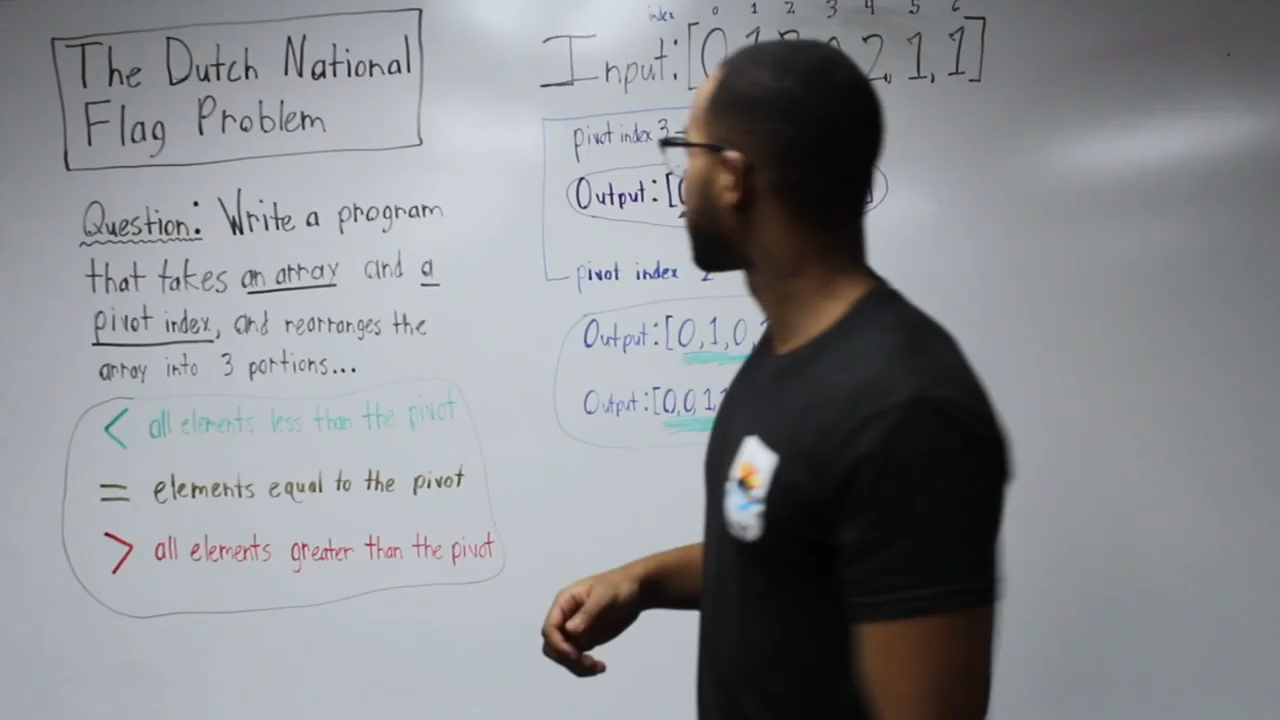 The Dutch National
Flag Problem
Question: Write a program
that takes an array and a
pivot index, and rearranges the
array into 3 portions...
< all elements less than the pivot
= elements equal to the pivot
> all elements greater than the pivot
index 0 1 2 3 4 5 6
Input: [0, 2, 1, 1]
pivot index 3
Output: [
pivot index 2
Output: [0, 1, 0,
Output: [0, 0, 1,